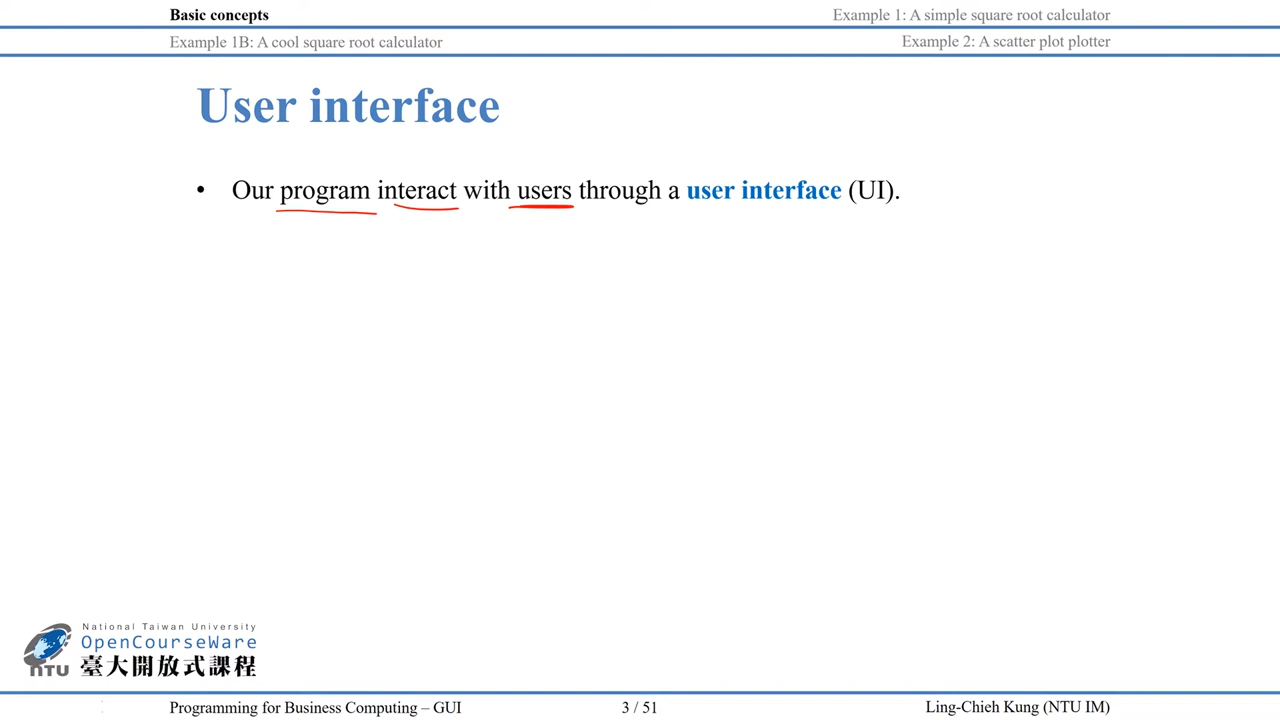 Basic concepts
Example 1: A simple square root calculator
Example 1B: A cool square root calculator
Example 2: A scatter plot plotter
User interface
• Our program interact with users through a user interface (UI).
National Taiwan University
OpenCourseWare
NTU 臺大開放式課程
Programming for Business Computing – GUI
3 / 51
Ling-Chieh Kung (NTU IM)